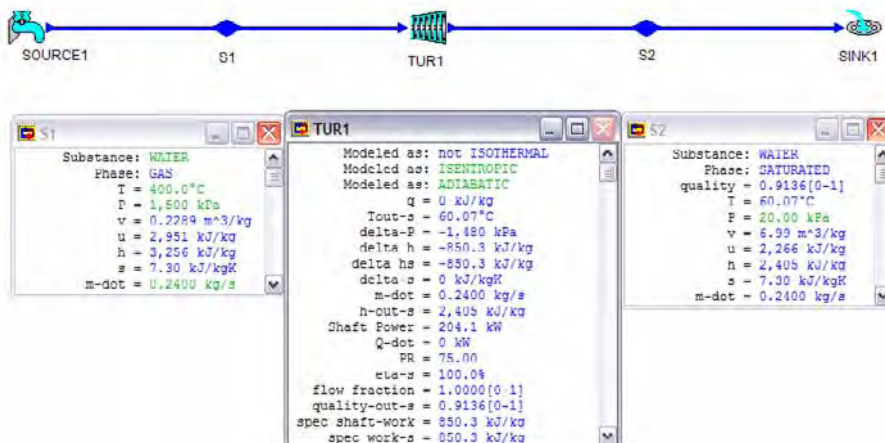 SOURCE1
S1
TUR1
S2
SINK1
S1
Substance: WATER
Phase: GAS
T = 400.0°C
P = 1,500 kPa
v = 0.2289 m^3/kg
u = 2,951 kJ/kg
h = 3,256 kJ/kg
s = 7.30 kJ/kgK
m-dot = 0.2400 kg/s
TUR1
Modeled as: not ISOTHERMAL
Modeled as: ISENTROPIC
Modeled as: ADIABATIC
q = 0 kJ/kg
Tout-s = 60.07°C
delta-P = -1,480 kPa
delta h = -850.3 kJ/kg
delta hs = -850.3 kJ/kg
delta-s = 0 kJ/kgK
m-dot = 0.2400 kg/s
h-out-s = 2,405 kJ/kg
Shaft Power = 204.1 kW
Q-dot = 0 kW
PR = 75.00
eta-s = 100.0%
flow fraction = 1.0000[0-1]
quality-out-s = 0.9136[0-1]
spec shaft-work = 850.3 kJ/kg
spec work-s = 850.3 kJ/kg
S2
Substance: WATER
Phase: SATURATED
quality = 0.9136[0-1]
T = 60.07°C
P = 20.00 kPa
v = 6.99 m^3/kg
u = 2,266 kJ/kg
h = 2,405 kJ/kg
s = 7.30 kJ/kgK
m-dot = 0.2400 kg/s